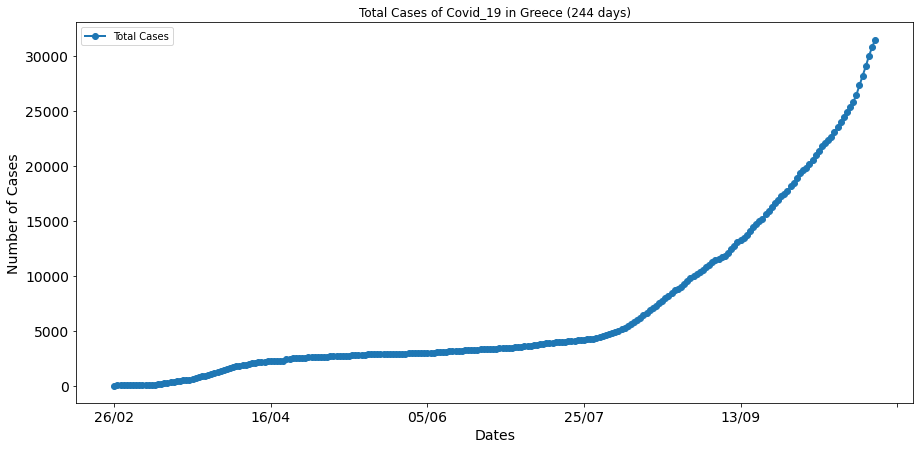 Total Cases of Covid_19 in Greece (244 days)
Total Cases
30000
25000
20000
15000
10000
5000
0
Number of Cases
26/02 16/04 05/06 25/07 13/09
Dates